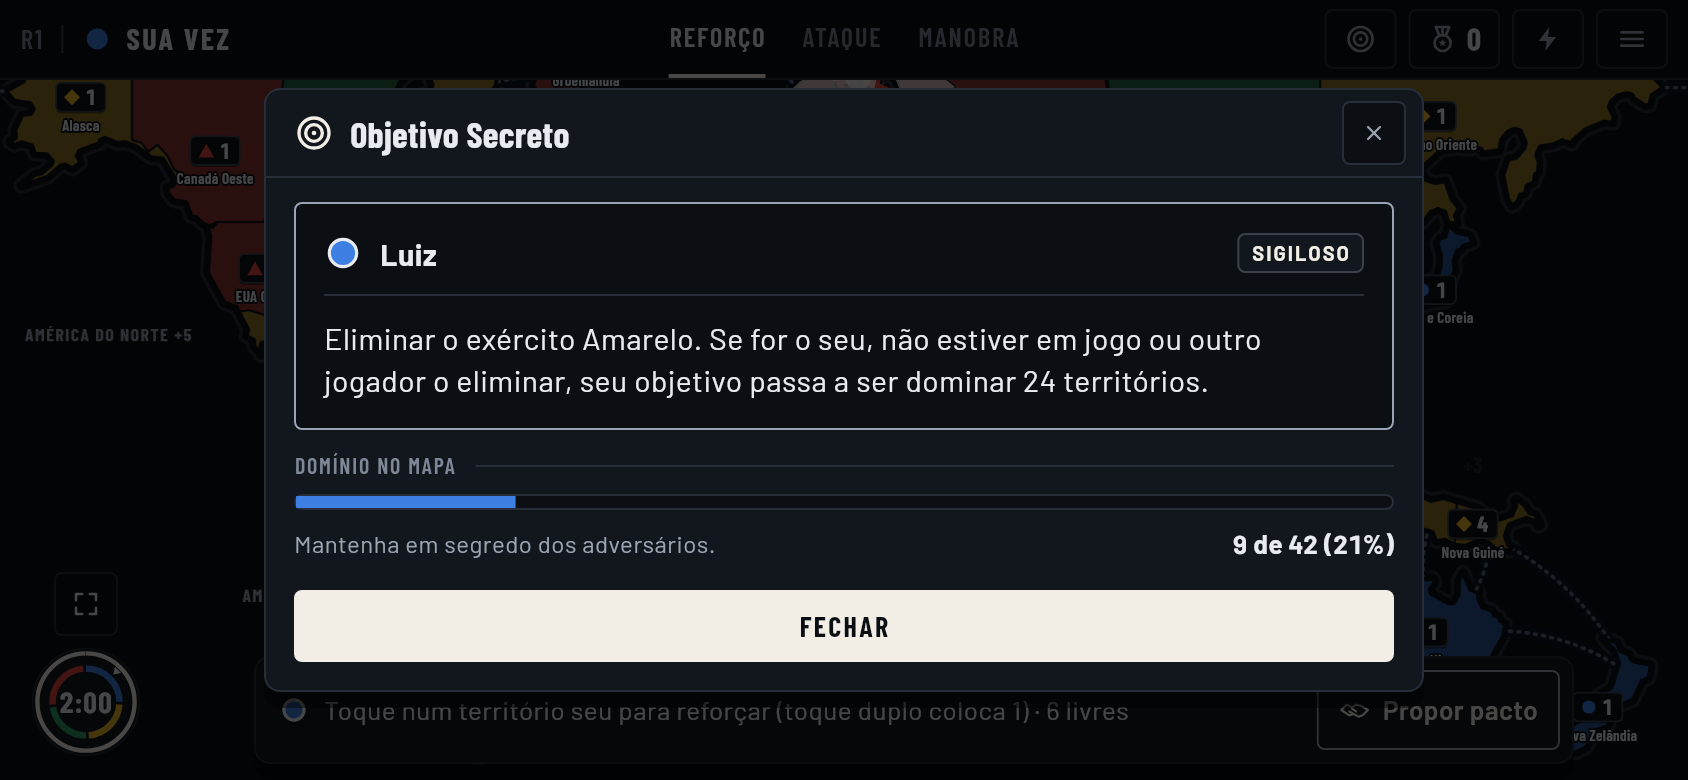 R1
SUA VEZ
REFORÇO
ATAQUE
MANOBRA
0
Groenlândia
1
Alasca
1
Canadá Oeste
AMÉRICA DO NORTE +5
Objetivo Secreto
Luiz
SIGILOSO
Eliminar o exército Amarelo. Se for o seu, não estiver em jogo ou outro
jogador o eliminar, seu objetivo passa a ser dominar 24 territórios.
DOMÍNIO NO MAPA
Mantenha em segredo dos adversários.
9 de 42 (21%)
FECHAR
1
Oriente
1
e Coreia
+3
4
Nova Guiné
1
2:00
Toque num território seu para reforçar (toque duplo coloca 1) · 6 livres
Propor pacto
1
va Zelândia